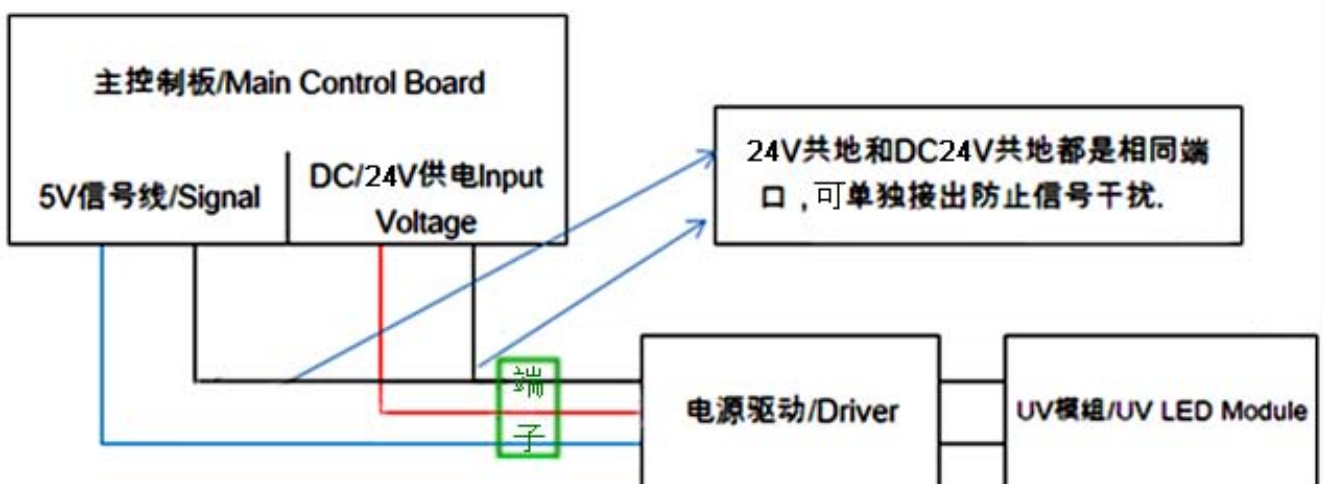 主控制板/Main Control Board
5V信号线/Signal
DC/24V供电Input
Voltage
24V共地和DC24V共地都是相同端
口，可单独接出防止信号干扰.
端
子
电源驱动/Driver
UV模组/UV LED Module